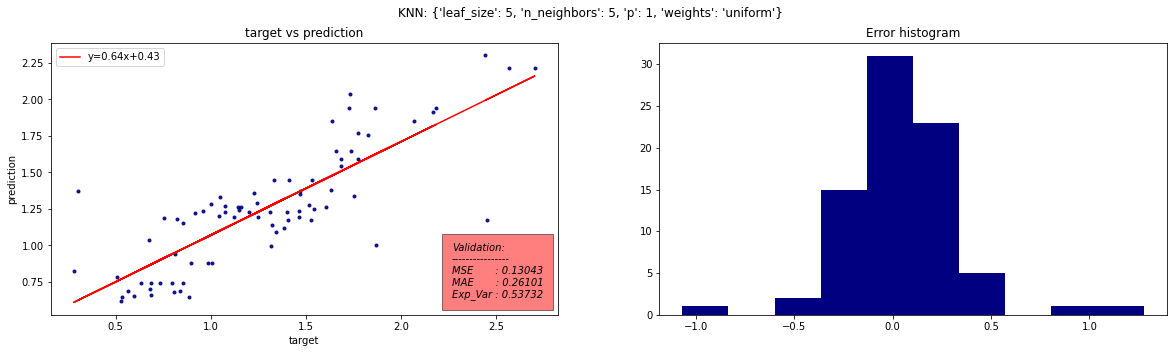 KNN: {'leaf_size': 5, 'n_neighbors': 5, 'p': 1, 'weights': 'uniform'}
target vs prediction
y=0.64x+0.43
2.25
2.00
1.75
1.50
1.25
1.00
0.75
prediction
Validation:
----------------
MSE : 0.13043
MAE : 0.26101
Exp_Var : 0.53732
0.5 1.0 1.5 2.0 2.5
target
Error histogram
30
25
20
15
10
5
0
−1.0 −0.5 0.0 0.5 1.0